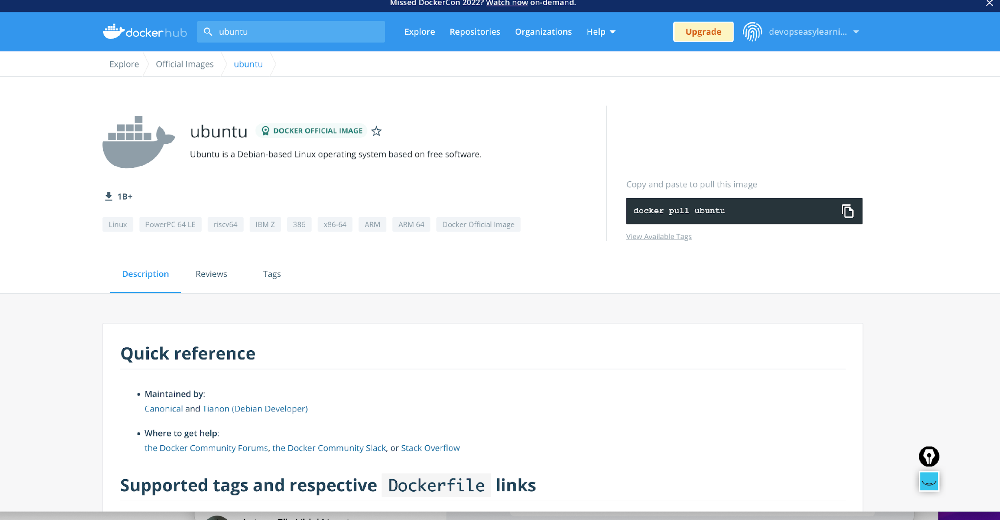 Missed DockerCon 2022? Watch now on-demand.
dockerhub
ubuntu
Explore
Repositories
Organizations
Help
Upgrade
devopseasylearni...
Explore
Official Images
ubuntu
ubuntu
DOCKER OFFICIAL IMAGE
Ubuntu is a Debian-based Linux operating system based on free software.
1B+
Linux
PowerPC 64 LE
riscv64
IBM Z
386
x86-64
ARM
ARM 64
Docker Official Image
Copy and paste to pull this image
docker pull ubuntu
View Available Tags
Description
Reviews
Tags
Quick reference
• Maintained by:
Canonical and Tianon (Debian Developer)
• Where to get help:
the Docker Community Forums, the Docker Community Slack, or Stack Overflow
Supported tags and respective Dockerfile links